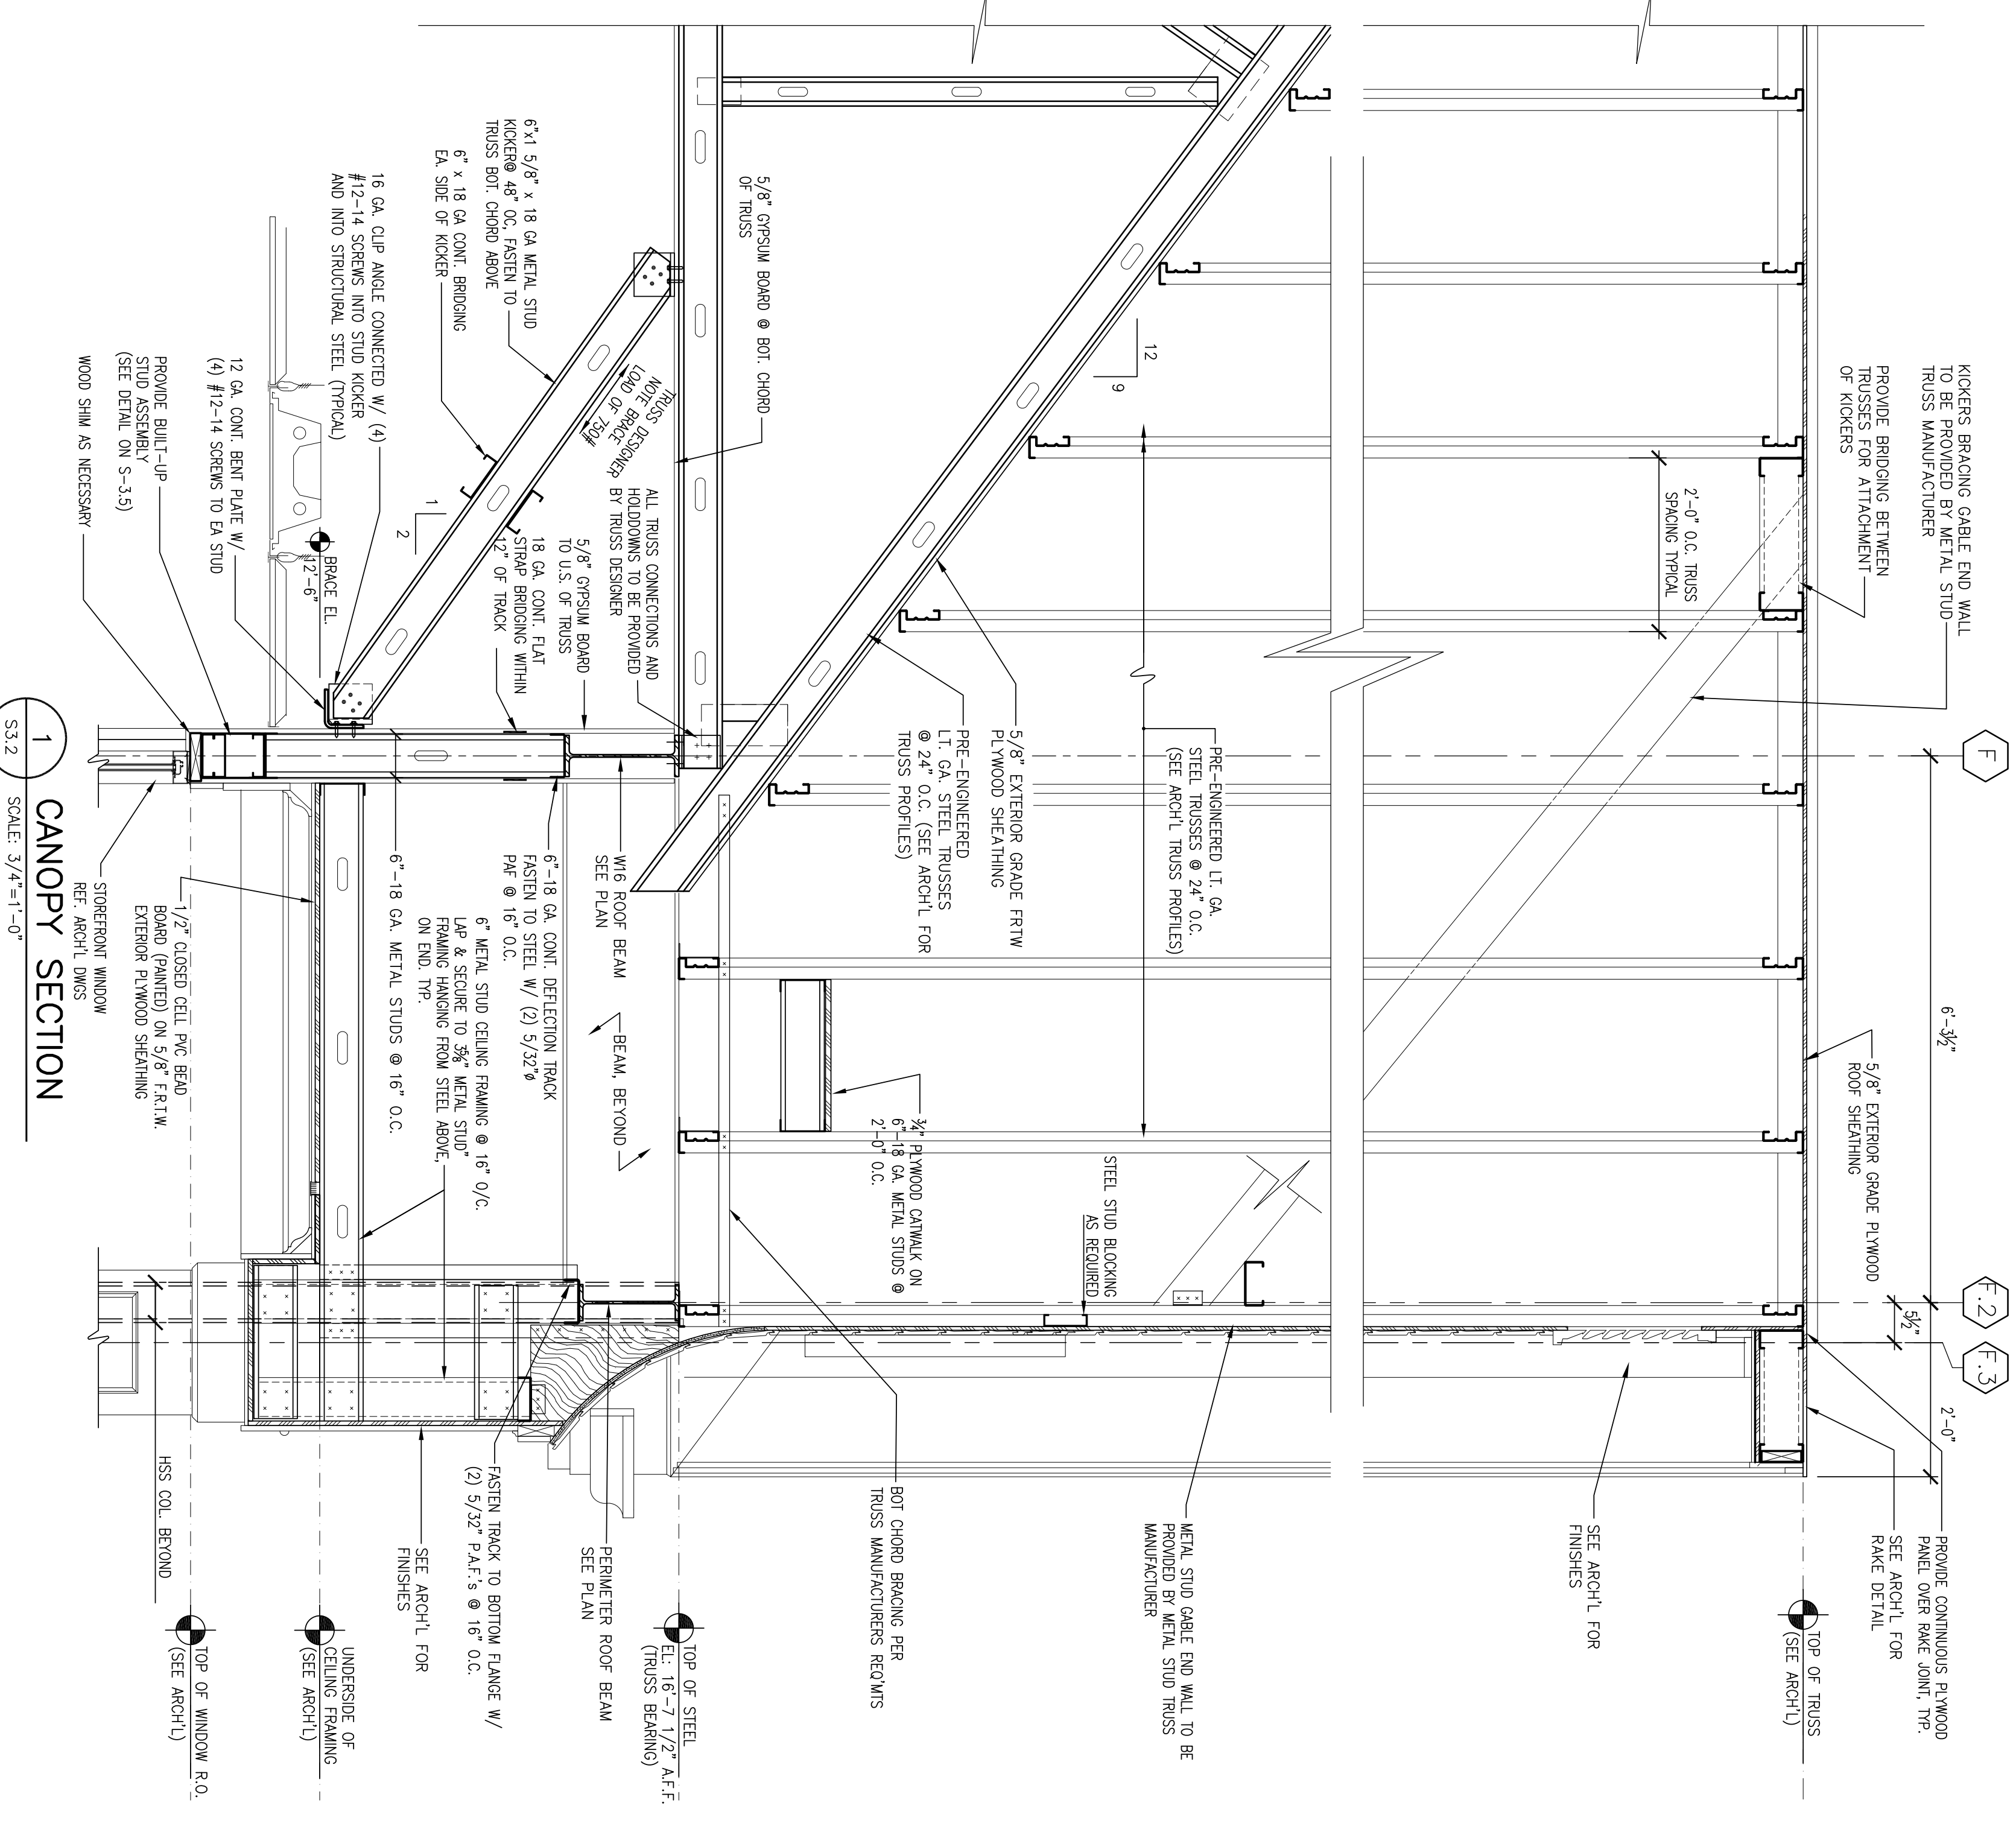 F
F.2
F.3
6'-3½"
5½"
2'-0"
KICKERS BRACING GABLE END WALL
TO BE PROVIDED BY METAL STUD
TRUSS MANUFACTURER
PROVIDE BRIDGING BETWEEN
TRUSSES FOR ATTACHMENT
OF KICKERS
2'-0" O.C. TRUSS
SPACING TYPICAL
5/8" EXTERIOR GRADE PLYWOOD
ROOF SHEATHING
PROVIDE CONTINUOUS PLYWOOD
PANEL OVER RAKE JOINT, TYP.
SEE ARCH'L FOR
RAKE DETAIL
TOP OF TRUSS
(SEE ARCH'L)
SEE ARCH'L FOR
FINISHES
12
9
PRE-ENGINEERED LT. GA.
STEEL TRUSSES @ 24" O.C.
(SEE ARCH'L TRUSS PROFILES)
5/8" EXTERIOR GRADE FRTW
PLYWOOD SHEATHING
PRE-ENGINEERED
LT. GA. STEEL TRUSSES
@ 24" O.C. (SEE ARCH'L FOR
TRUSS PROFILES)
STEEL STUD BLOCKING
AS REQUIRED
¾" PLYWOOD CATWALK ON
6"-18 GA. METAL STUDS @
2'-0" O.C.
METAL STUD GABLE END WALL TO BE
PROVIDED BY METAL STUD TRUSS
MANUFACTURER
BOT CHORD BRACING PER
TRUSS MANUFACTURERS REQ'MTS
5/8" GYPSUM BOARD @ BOT. CHORD
OF TRUSS
TOP OF STEEL
EL: 16'-7 1/2" A.F.F.
(TRUSS BEARING)
ALL TRUSS CONNECTIONS AND
HOLDDOWNS TO BE PROVIDED
BY TRUSS DESIGNER
5/8" GYPSUM BOARD
TO U.S. OF TRUSS
18 GA. CONT. FLAT
STRAP BRIDGING WITHIN
12" OF TRACK
TRUSS DESIGNER
NOTE BRACE
LOAD OF 750#
6"x1 5/8" x 18 GA METAL STUD
KICKER@ 48" OC, FASTEN TO
TRUSS BOT. CHORD ABOVE
6" x 18 GA CONT. BRIDGING
EA. SIDE OF KICKER
1
2
16 GA. CLIP ANGLE CONNECTED W/ (4)
#12-14 SCREWS INTO STUD KICKER
AND INTO STRUCTURAL STEEL (TYPICAL)
BRACE EL.
12'-6"
12 GA. CONT. BENT PLATE W/
(4) #12-14 SCREWS TO EA STUD
PROVIDE BUILT-UP
STUD ASSEMBLY
(SEE DETAIL ON S-3.5)
WOOD SHIM AS NECESSARY
W16 ROOF BEAM
SEE PLAN
BEAM, BEYOND
6"-18 GA. CONT. DEFLECTION TRACK
FASTEN TO STEEL W/ (2) 5/32"ø
PAF @ 16" O.C.
6" METAL STUD CEILING FRAMING @ 16" O/C.
LAP & SECURE TO 3⅝" METAL STUD"
FRAMING HANGING FROM STEEL ABOVE,
ON END. TYP.
6"-18 GA. METAL STUDS @ 16" O.C.
PERIMETER ROOF BEAM
SEE PLAN
FASTEN TRACK TO BOTTOM FLANGE W/
(2) 5/32" P.A.F.'s @ 16" O.C.
SEE ARCH'L FOR
FINISHES
UNDERSIDE OF
CEILING FRAMING
(SEE ARCH'L)
1/2" CLOSED CELL PVC BEAD
BOARD (PAINTED) ON 5/8" F.R.T.W.
EXTERIOR PLYWOOD SHEATHING
STOREFRONT WINDOW
REF. ARCH'L DWGS
HSS COL. BEYOND
TOP OF WINDOW R.O.
(SEE ARCH'L)
1
S3.2
CANOPY SECTION
SCALE: 3/4"=1'-0"